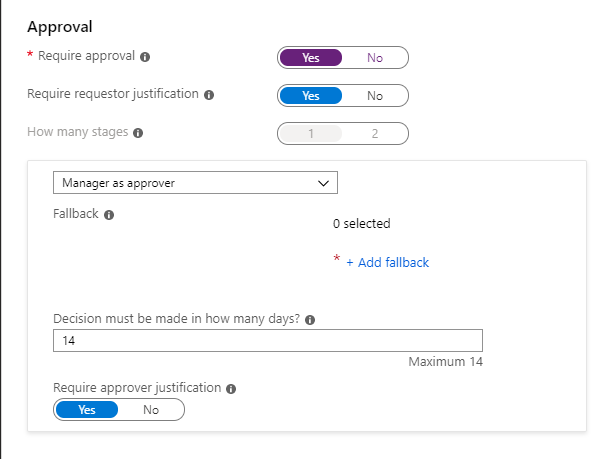 Approval
* Require approval
Yes No
Require requestor justification
Yes No
How many stages
1 2
Manager as approver
Fallback
0 selected
* + Add fallback
Decision must be made in how many days?
14
Maximum 14
Require approver justification
Yes No